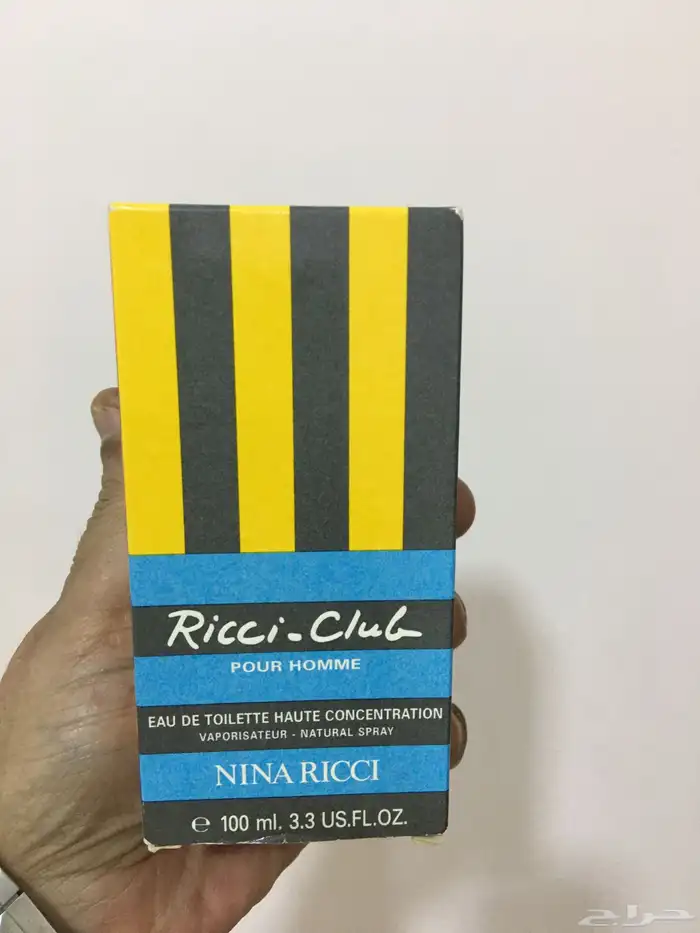 Ricci-Club
POUR HOMME
EAU DE TOILETTE HAUTE CONCENTRATION
VAPORISATEUR - NATURAL SPRAY
NINA RICCI
e 100 ml. 3.3 US.FL.OZ.
حراج